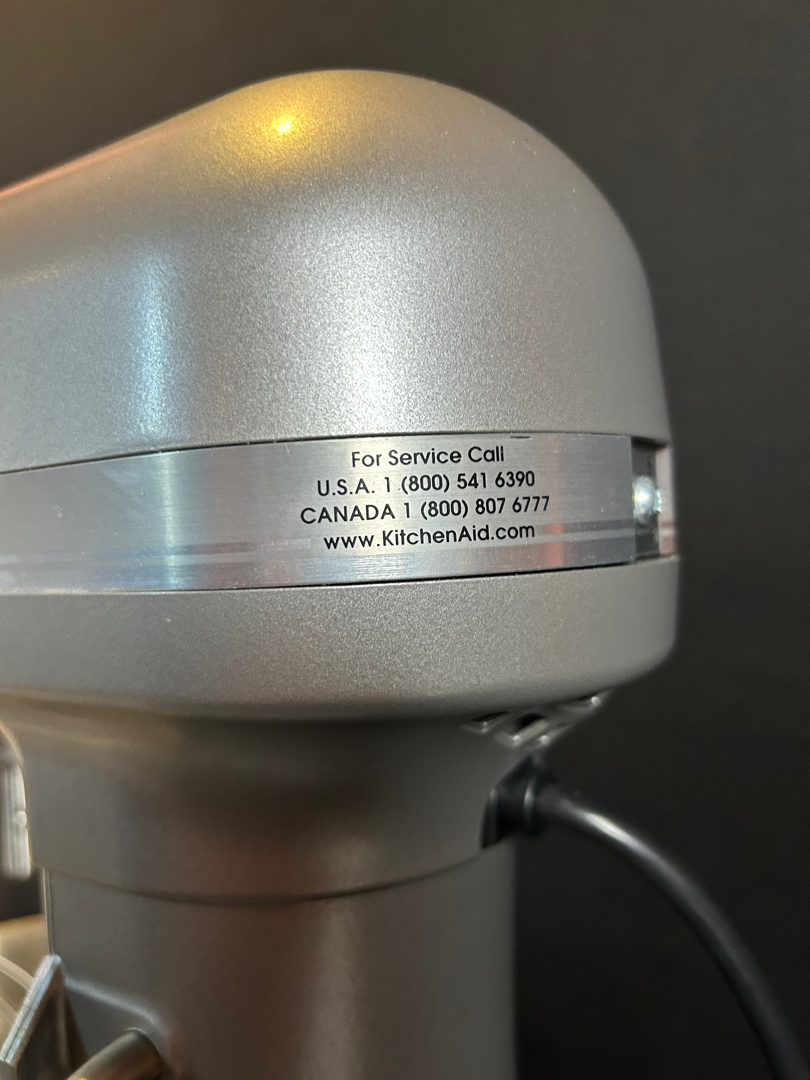 For Service Call
U.S.A. 1 (800) 541 6390
CANADA 1 (800) 807 6777
www.KitchenAid.com